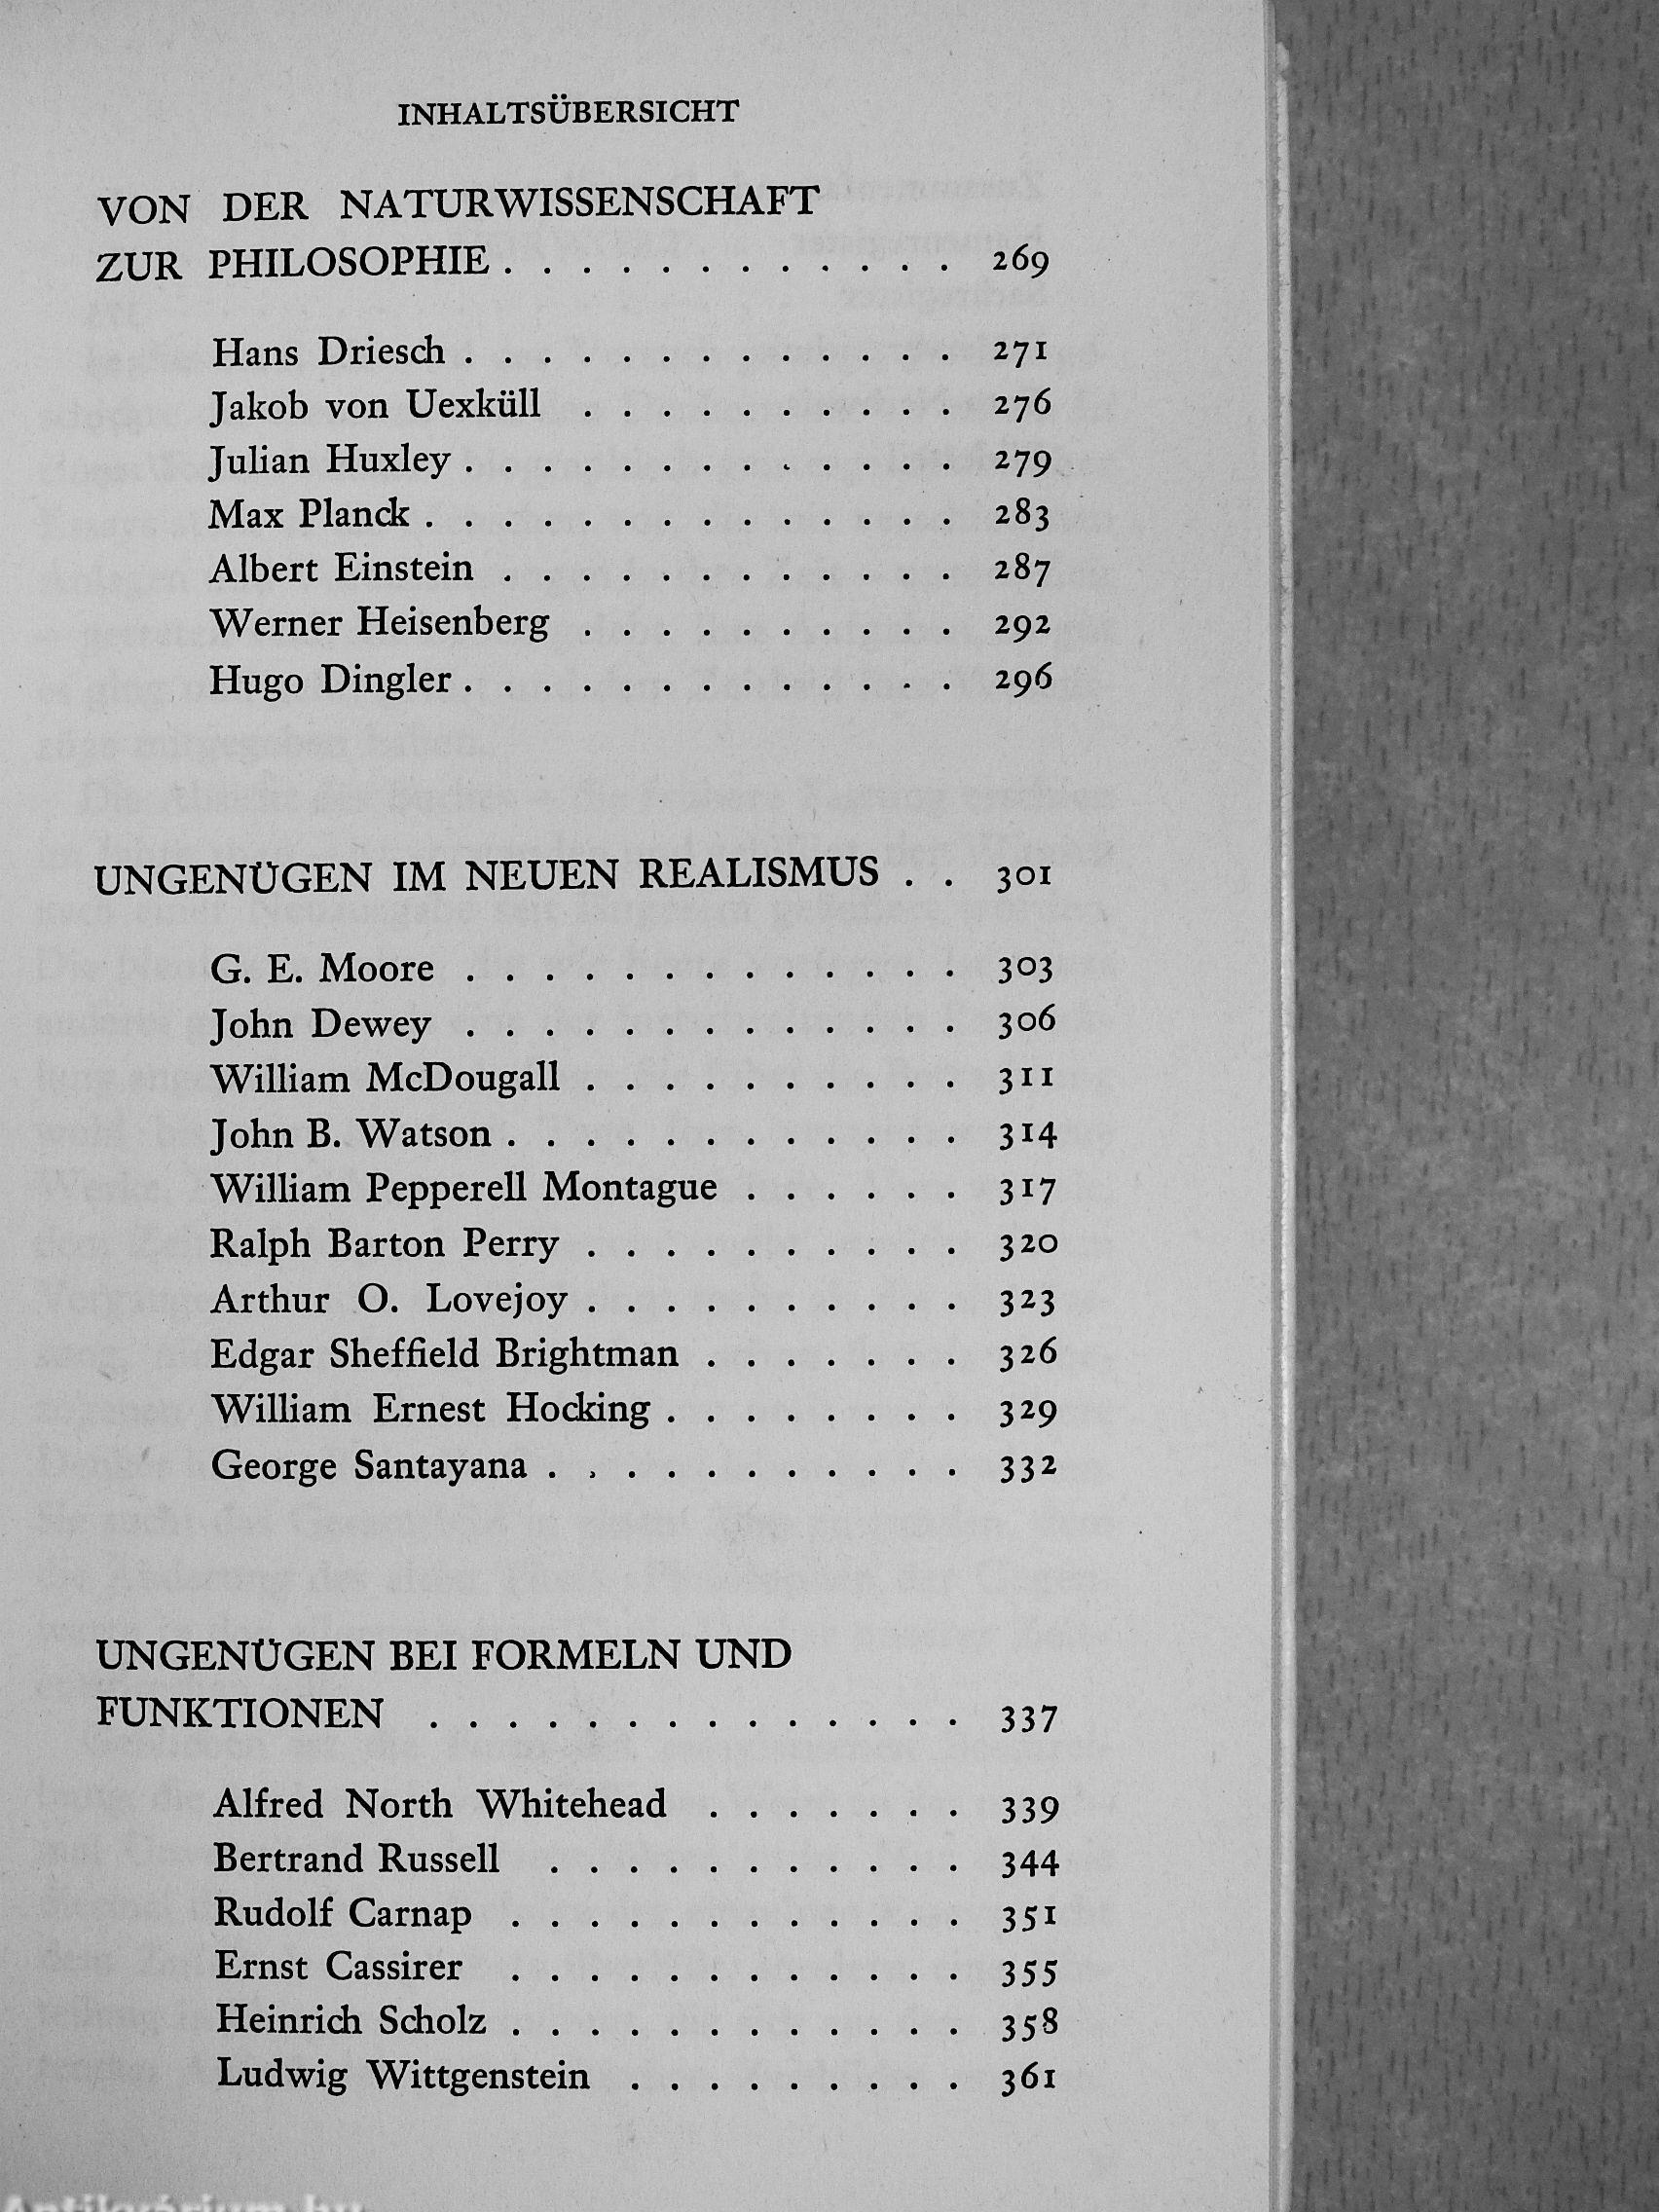 INHALTSÜBERSICHT
VON DER NATURWISSENSCHAFT
ZUR PHILOSOPHIE . . . . . . . . . . . . 269
Hans Driesch . . . . . . . . . . . . . 271
Jakob von Uexküll . . . . . . . . . . 276
Julian Huxley . . . . . . . . . . . . . 279
Max Planck . . . . . . . . . . . . . . 283
Albert Einstein . . . . . . . . . . . . 287
Werner Heisenberg . . . . . . . . . . 292
Hugo Dingler . . . . . . . . . . . . . 296
UNGENÜGEN IM NEUEN REALISMUS . . 301
G. E. Moore . . . . . . . . . . . . . 303
John Dewey . . . . . . . . . . . . . 306
William McDougall . . . . . . . . . . 311
John B. Watson . . . . . . . . . . . . 314
William Pepperell Montague . . . . . . 317
Ralph Barton Perry . . . . . . . . . . 320
Arthur O. Lovejoy . . . . . . . . . . 323
Edgar Sheffield Brightman . . . . . . . 326
William Ernest Hocking . . . . . . . . 329
George Santayana . . . . . . . . . . . 332
UNGENÜGEN BEI FORMELN UND
FUNKTIONEN . . . . . . . . . . . . . . 337
Alfred North Whitehead . . . . . . . 339
Bertrand Russell . . . . . . . . . . . 344
Rudolf Carnap . . . . . . . . . . . . 351
Ernst Cassirer . . . . . . . . . . . . 355
Heinrich Scholz . . . . . . . . . . . . 358
Ludwig Wittgenstein . . . . . . . . . 361
Antikvárium.hu